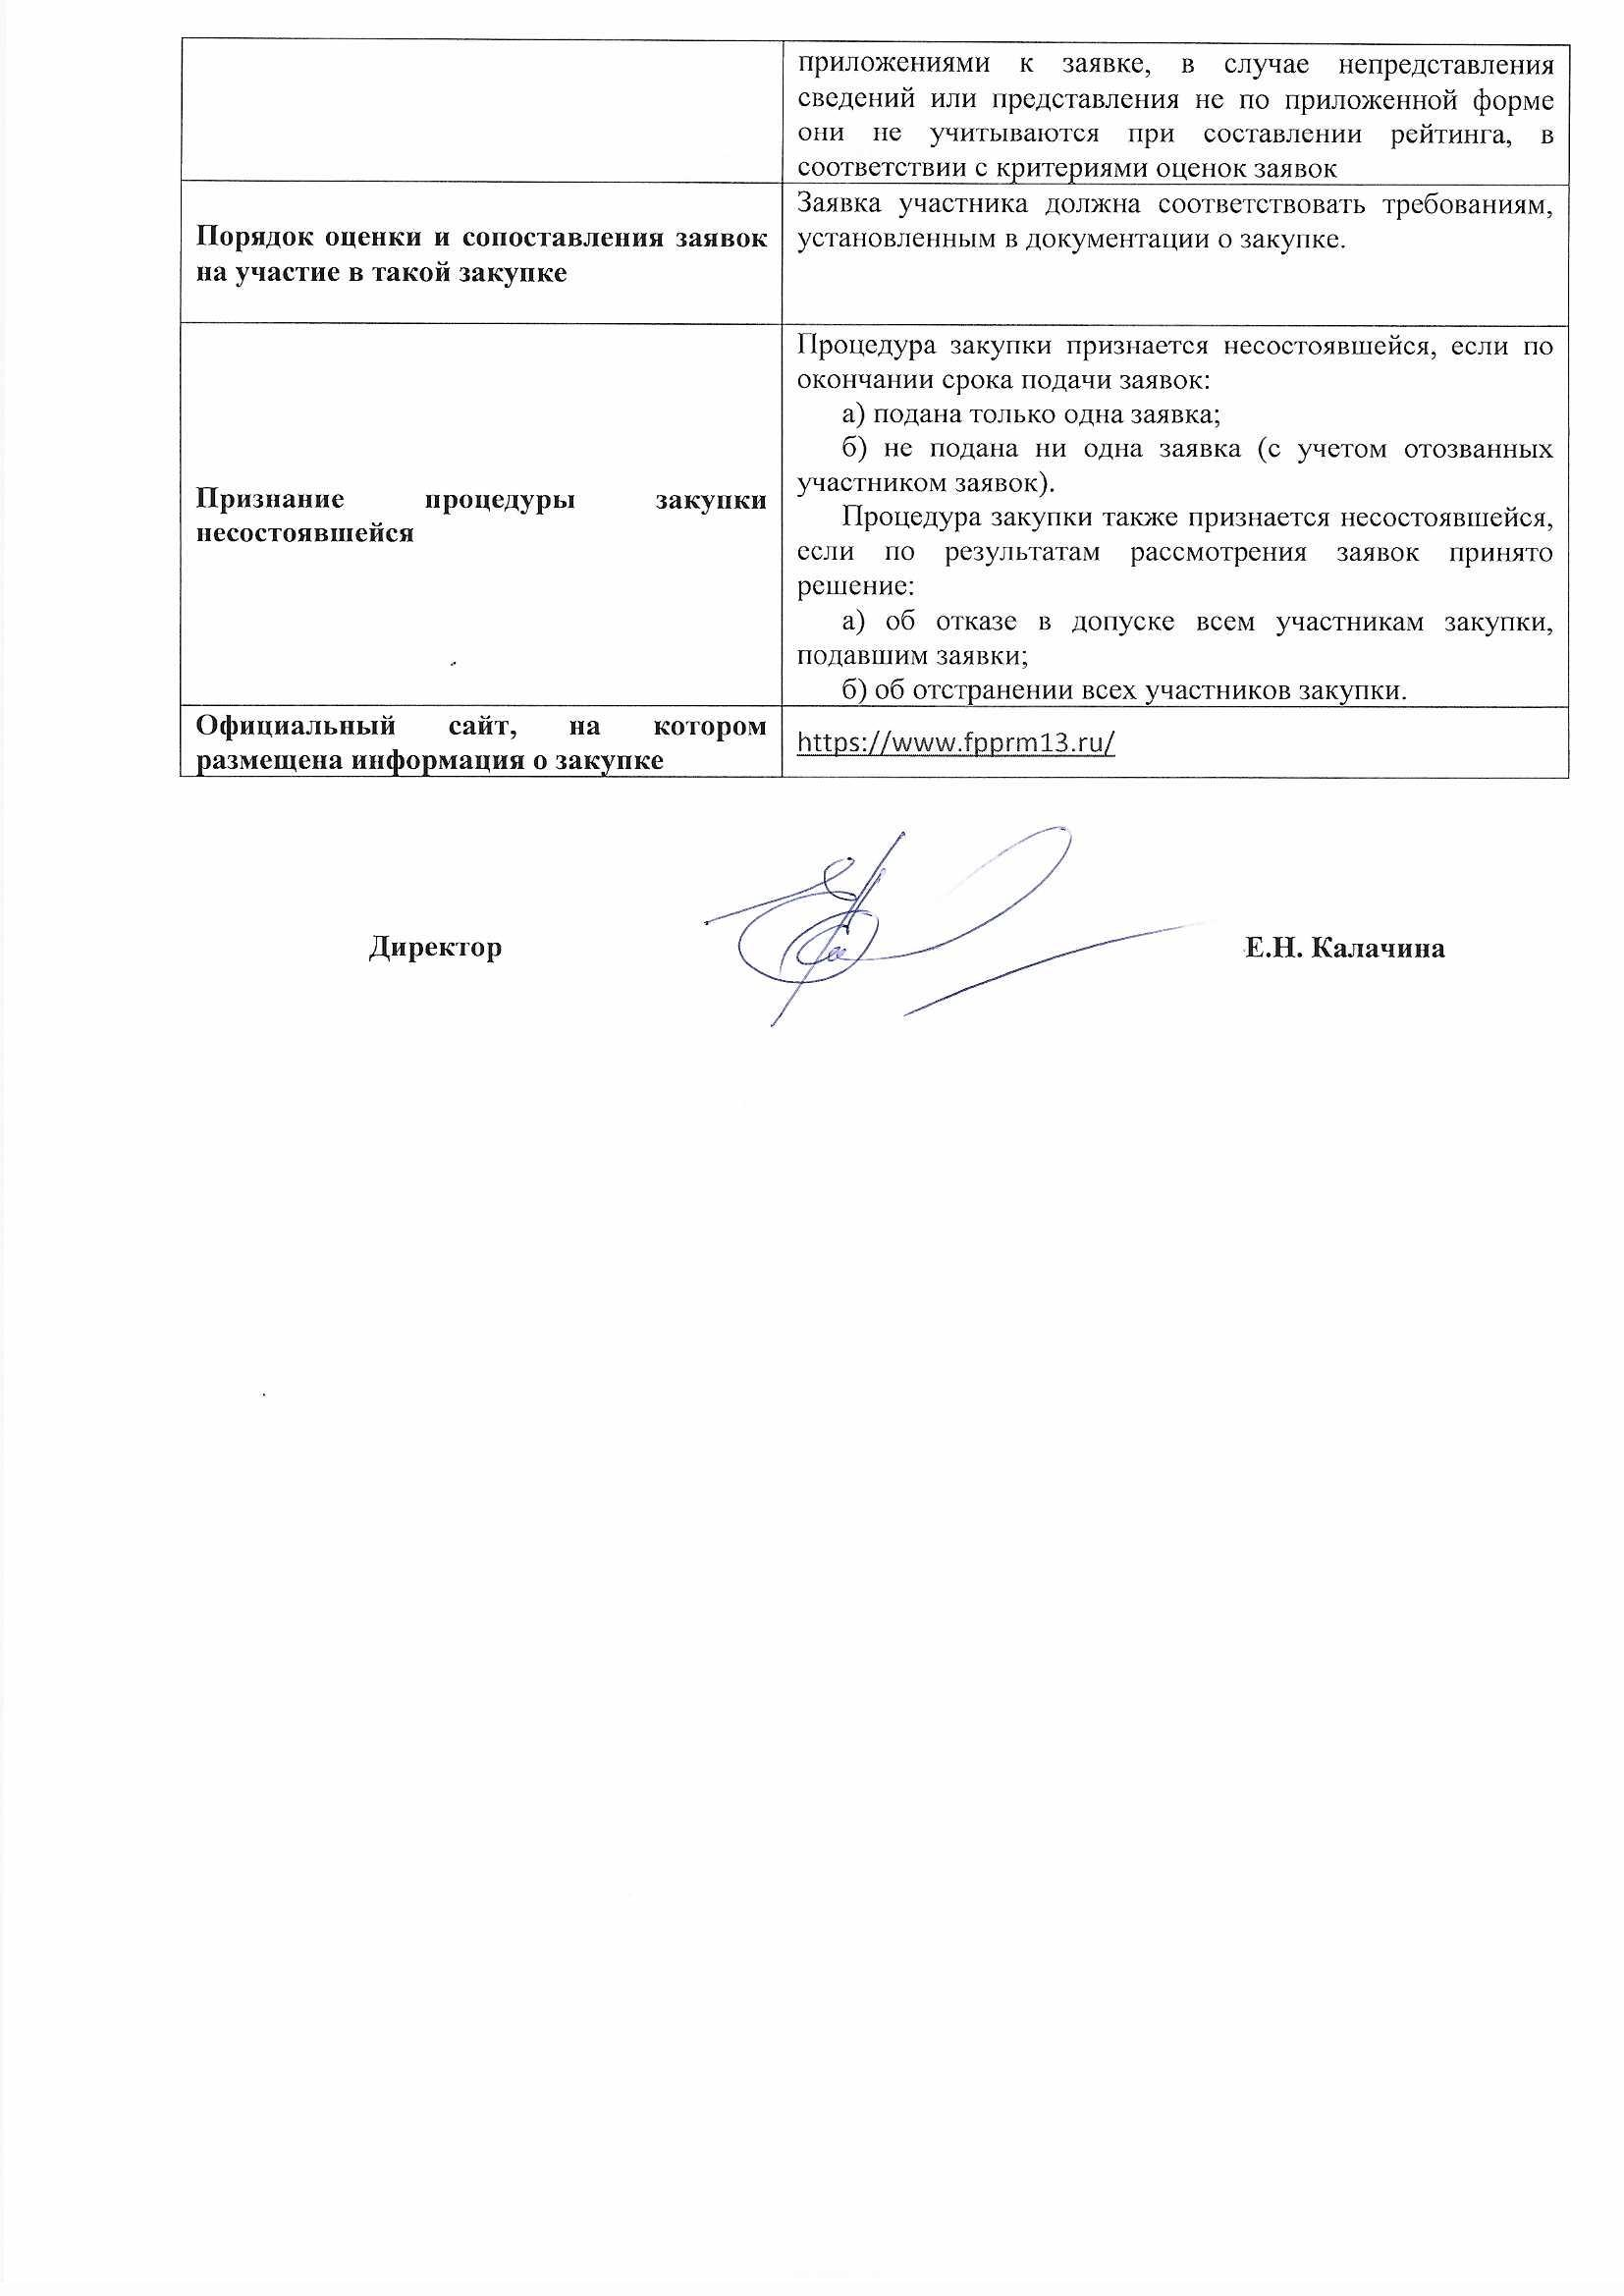 приложениями к заявке, в случае непредставления
сведений или представления не по приложенной форме
они не учитываются при составлении рейтинга, в
соответствии с критериями оценок заявок
Порядок оценки и сопоставления заявок
на участие в такой закупке
Заявка участника должна соответствовать требованиям,
установленным в документации о закупке.
Признание процедуры закупки
несостоявшейся
Процедура закупки признается несостоявшейся, если по
окончании срока подачи заявок:
а) подана только одна заявка;
б) не подана ни одна заявка (с учетом отозванных
участником заявок).
Процедура закупки также признается несостоявшейся,
если по результатам рассмотрения заявок принято
решение:
а) об отказе в допуске всем участникам закупки,
подавшим заявки;
б) об отстранении всех участников закупки.
Официальный сайт, на котором
размещена информация о закупке
https://www.fpprm13.ru/
Директор
Е.Н. Калачина